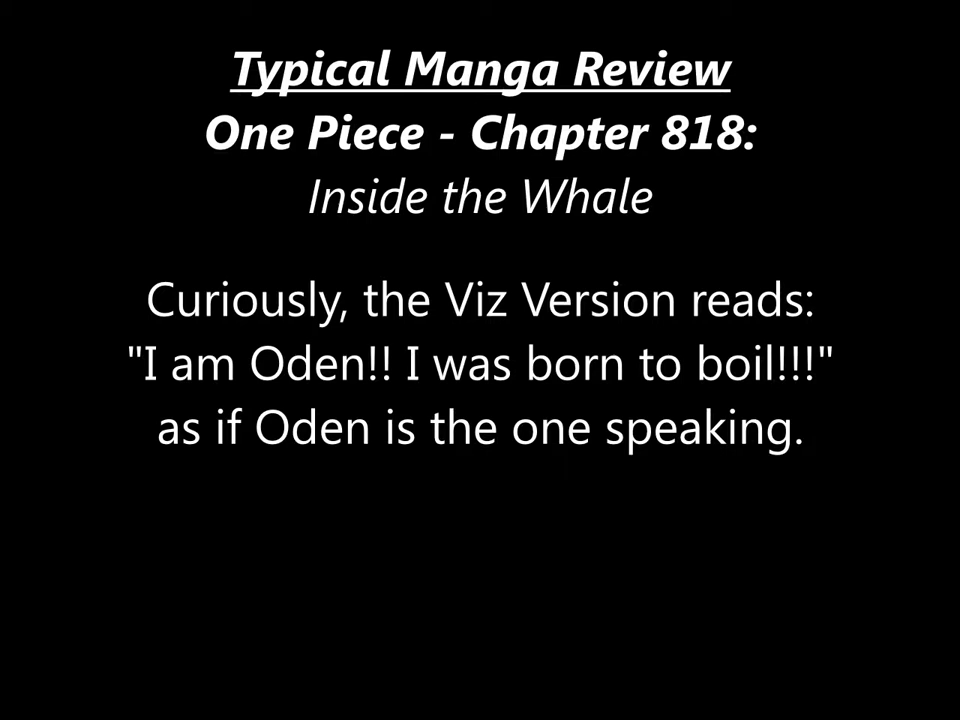 Typical Manga Review
One Piece - Chapter 818:
Inside the Whale
Curiously, the Viz Version reads:
"I am Oden!! I was born to boil!!!"
as if Oden is the one speaking.